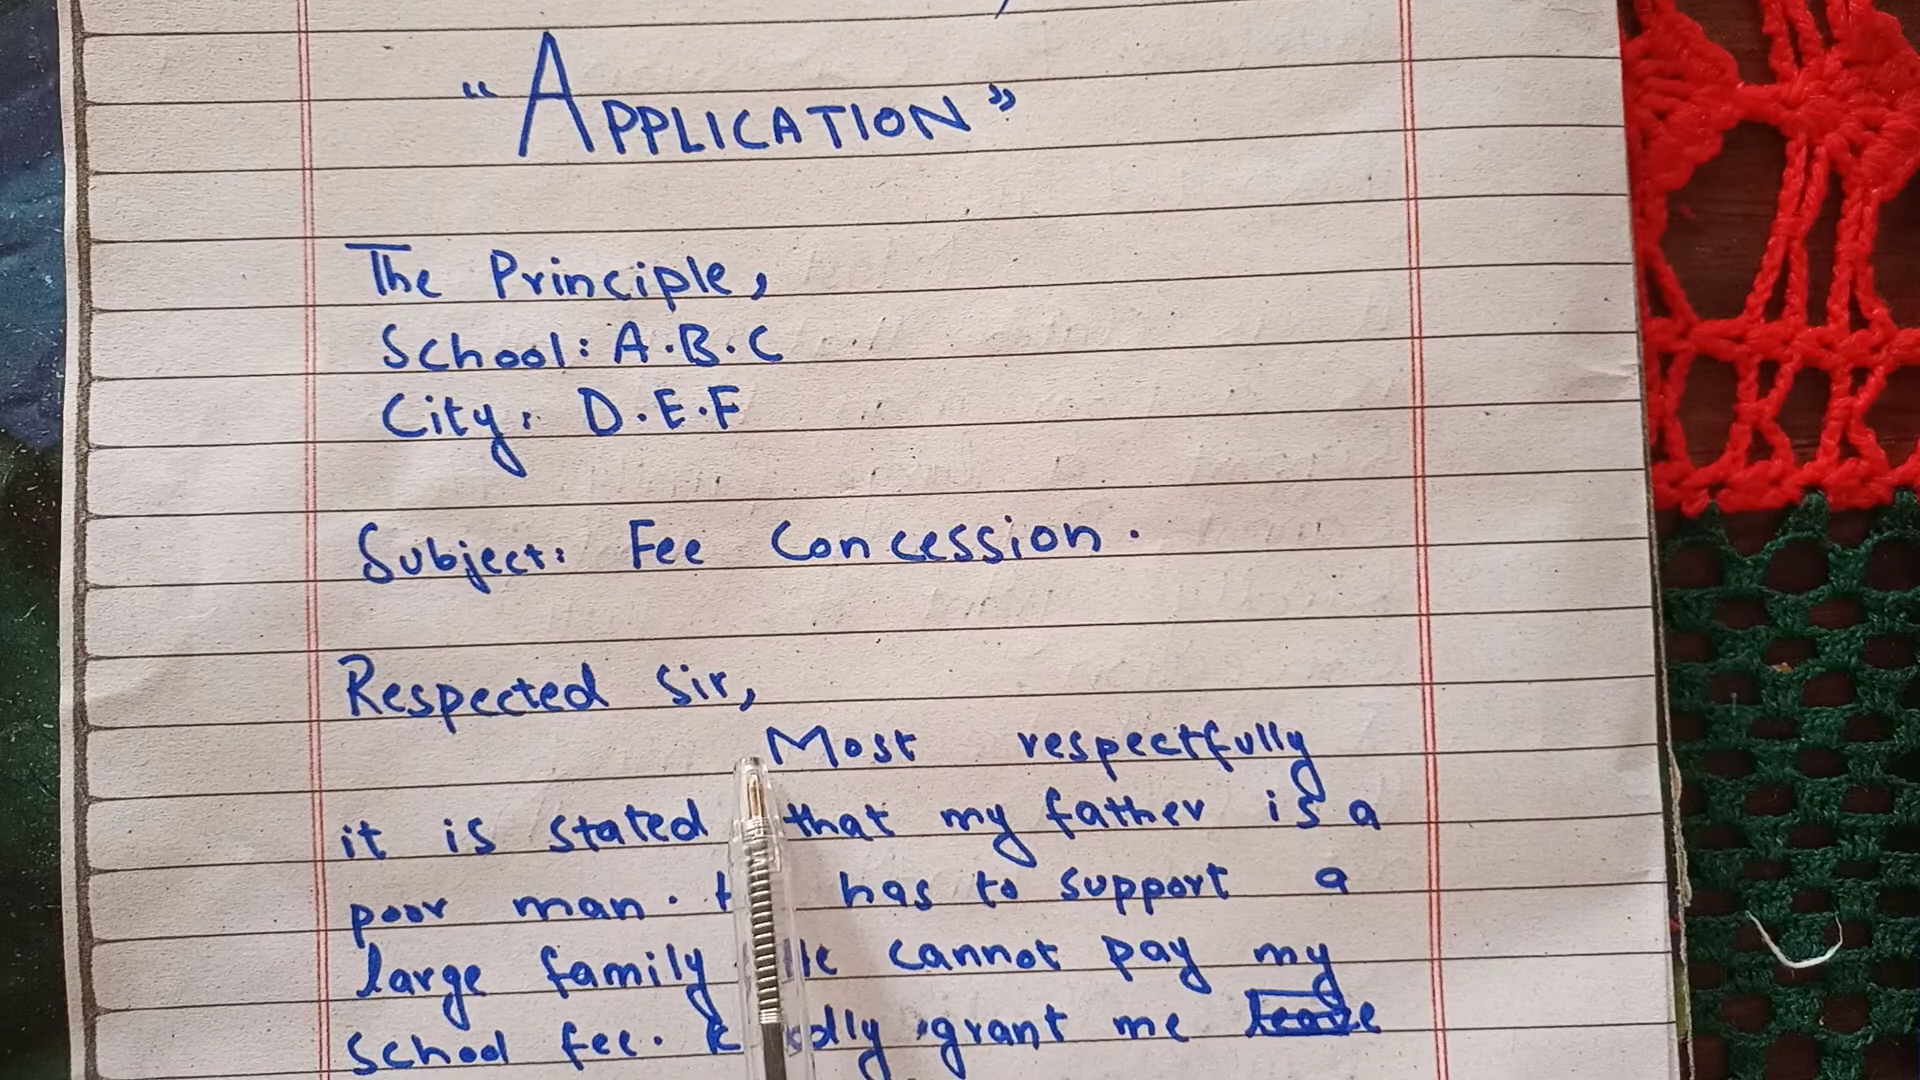 “APPLICATION”
The Principle,
School: A.B.C
City: D.E.F
Subject: Fee Concession.
Respected Sir,
Most respectfully
it is stated that my father is a
poor man. has to support a
large family He cannot pay my
School fee. grant me